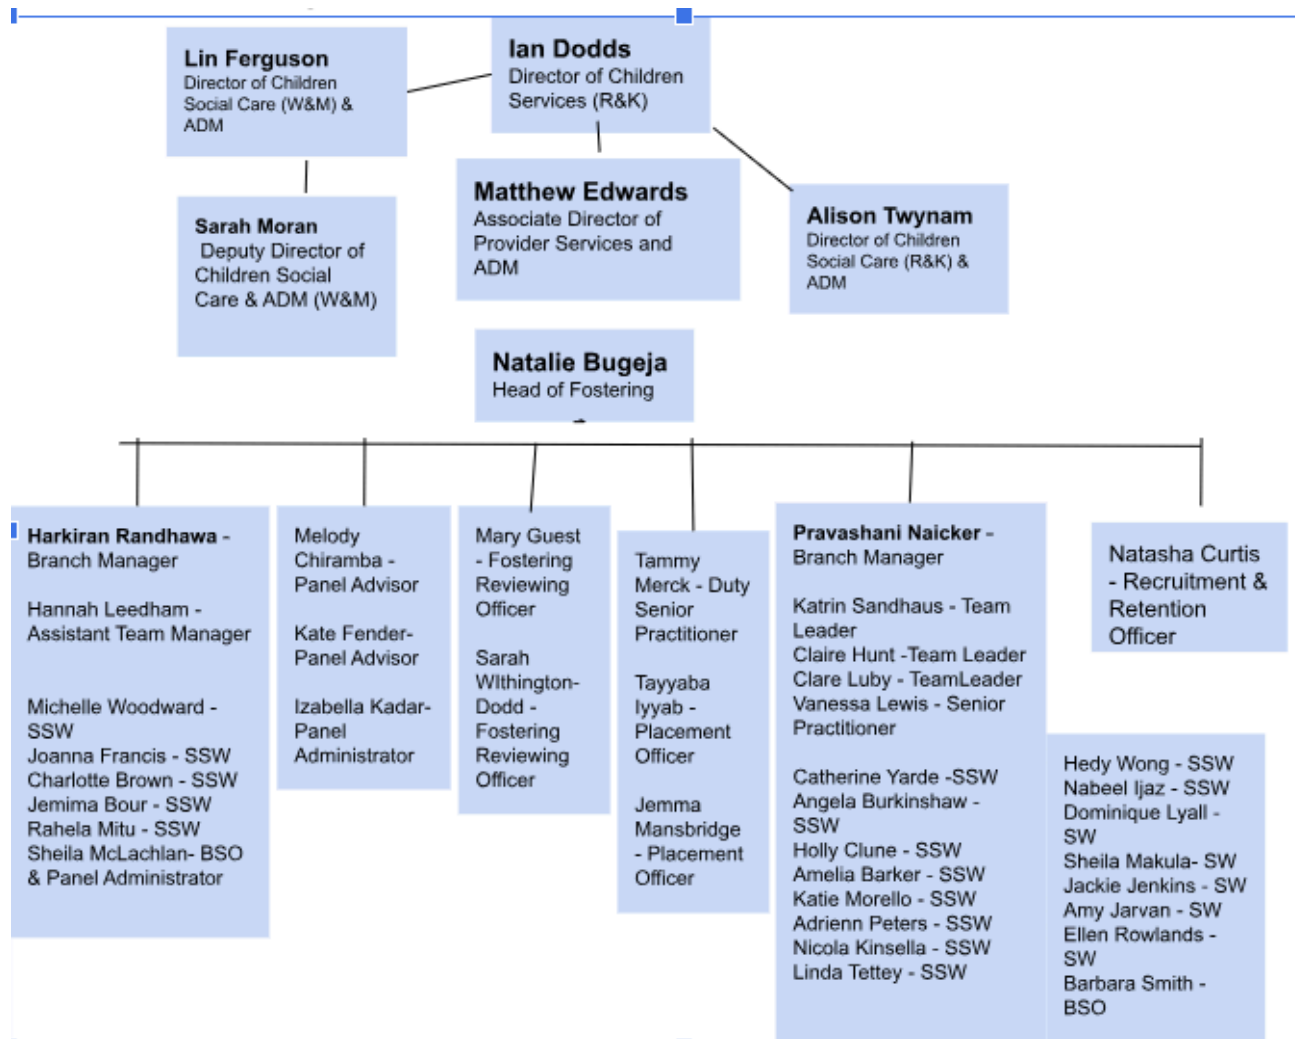 Lin Ferguson
Director of Children
Social Care (W&M) &
ADM
Ian Dodds
Director of Children
Services (R&K)
Sarah Moran
Deputy Director of
Children Social
Care & ADM (W&M)
Matthew Edwards
Associate Director of
Provider Services and
ADM
Alison Twynam
Director of Children
Social Care (R&K) &
ADM
Natalie Bugeja
Head of Fostering
Harkiran Randhawa -
Branch Manager
Hannah Leedham -
Assistant Team Manager
Michelle Woodward -
SSW
Joanna Francis - SSW
Charlotte Brown - SSW
Jemima Bour - SSW
Rahela Mitu - SSW
Sheila McLachlan- BSO
& Panel Administrator
Melody
Chiramba -
Panel Advisor
Kate Fender-
Panel Advisor
Izabella Kadar-
Panel
Administrator
Mary Guest
- Fostering
Reviewing
Officer
Sarah
WIthington-
Dodd -
Fostering
Reviewing
Officer
Tammy
Merck - Duty
Senior
Practitioner
Tayyaba
Iyyab -
Placement
Officer
Jemma
Mansbridge
- Placement
Officer
Pravashani Naicker -
Branch Manager
Katrin Sandhaus - Team
Leader
Claire Hunt -Team Leader
Clare Luby - TeamLeader
Vanessa Lewis - Senior
Practitioner
Catherine Yarde -SSW
Angela Burkinshaw -
SSW
Holly Clune - SSW
Amelia Barker - SSW
Katie Morello - SSW
Adrienn Peters - SSW
Nicola Kinsella - SSW
Linda Tettey - SSW
Natasha Curtis
- Recruitment &
Retention
Officer
Hedy Wong - SSW
Nabeel Ijaz - SSW
Dominique Lyall -
SW
Sheila Makula- SW
Jackie Jenkins - SW
Amy Jarvan - SW
Ellen Rowlands -
SW
Barbara Smith -
BSO